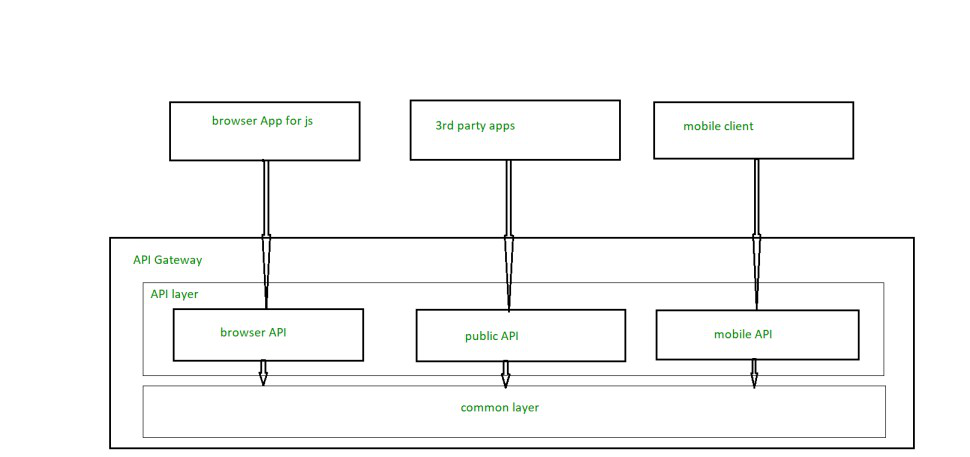 browser App for js
3rd party apps
mobile client
API Gateway
API layer
browser API
public API
mobile API
common layer